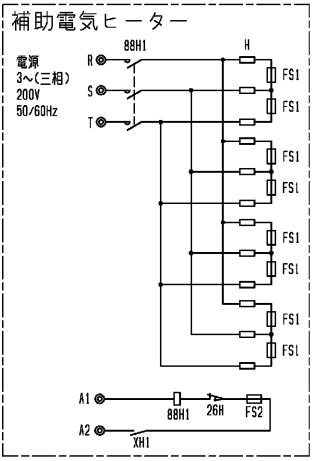 補助電気ヒーター
88H1
H
電源
3～(三相)
200V
50/60Hz
R
S
T
FS1
FS1
FS1
FS1
FS1
FS1
FS1
FS1
A1
88H1
26H
FS2
A2
XH1